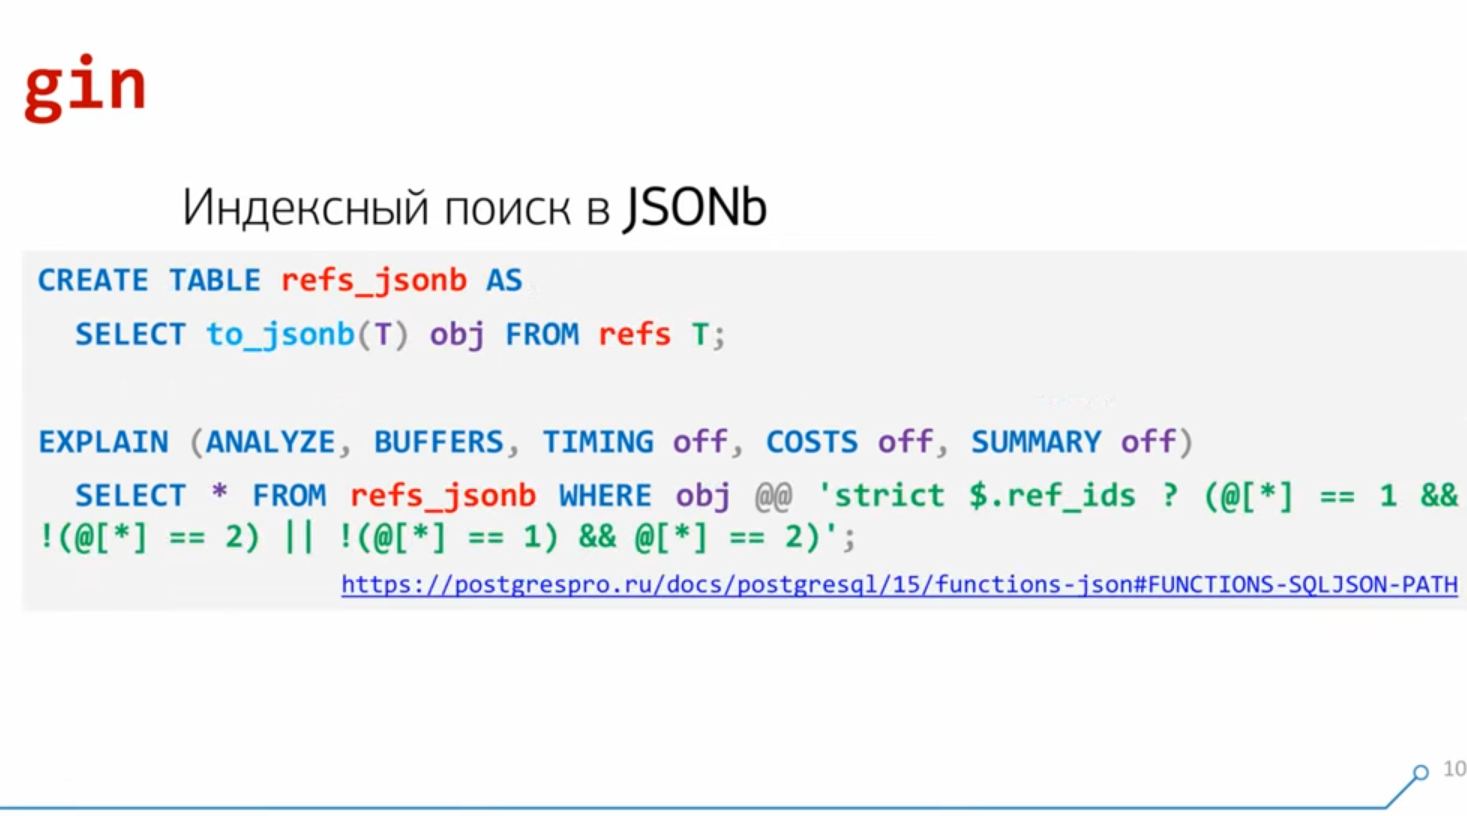 gin
Индексный поиск в JSONb
CREATE TABLE refs_jsonb AS
SELECT to_jsonb(T) obj FROM refs T;
EXPLAIN (ANALYZE, BUFFERS, TIMING off, COSTS off, SUMMARY off)
SELECT * FROM refs_jsonb WHERE obj @@ 'strict $.ref_ids ? (@[*] == 1 &&
!(@[*] == 2) || !(@[*] == 1) && @[*] == 2)';
https://postgrespro.ru/docs/postgresql/15/functions-json#FUNCTIONS-SQLJSON-PATH
10